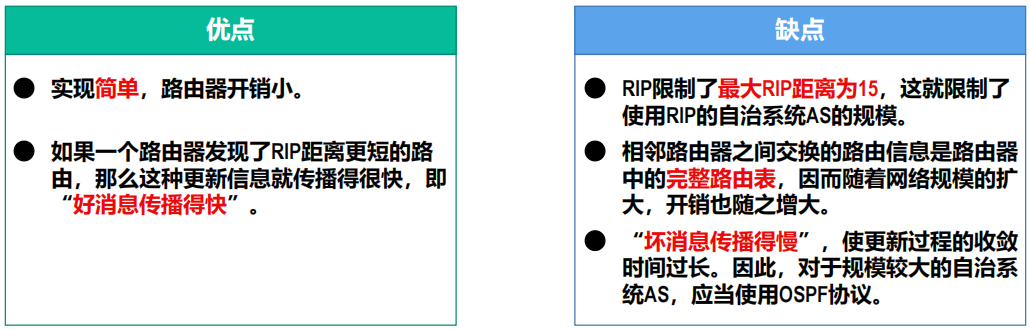 优点
● 实现简单，路由器开销小。
● 如果一个路由器发现了RIP距离更短的路
由，那么这种更新信息就传播得很快，即
“好消息传播得快”。
缺点
● RIP限制了最大RIP距离为15，这就限制了
使用RIP的自治系统AS的规模。
● 相邻路由器之间交换的路由信息是路由器
中的完整路由表，因而随着网络规模的扩
大，开销也随之增大。
● “坏消息传播得慢”，使更新过程的收敛
时间过长。因此，对于规模较大的自治系
统AS，应当使用OSPF协议。